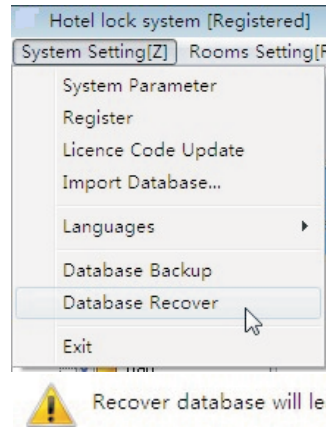 Hotel lock system [Registered]
System Setting[Z] Rooms Setting[
System Parameter
Register
Licence Code Update
Import Database...
Languages
Database Backup
Database Recover
Exit
Recover database will le